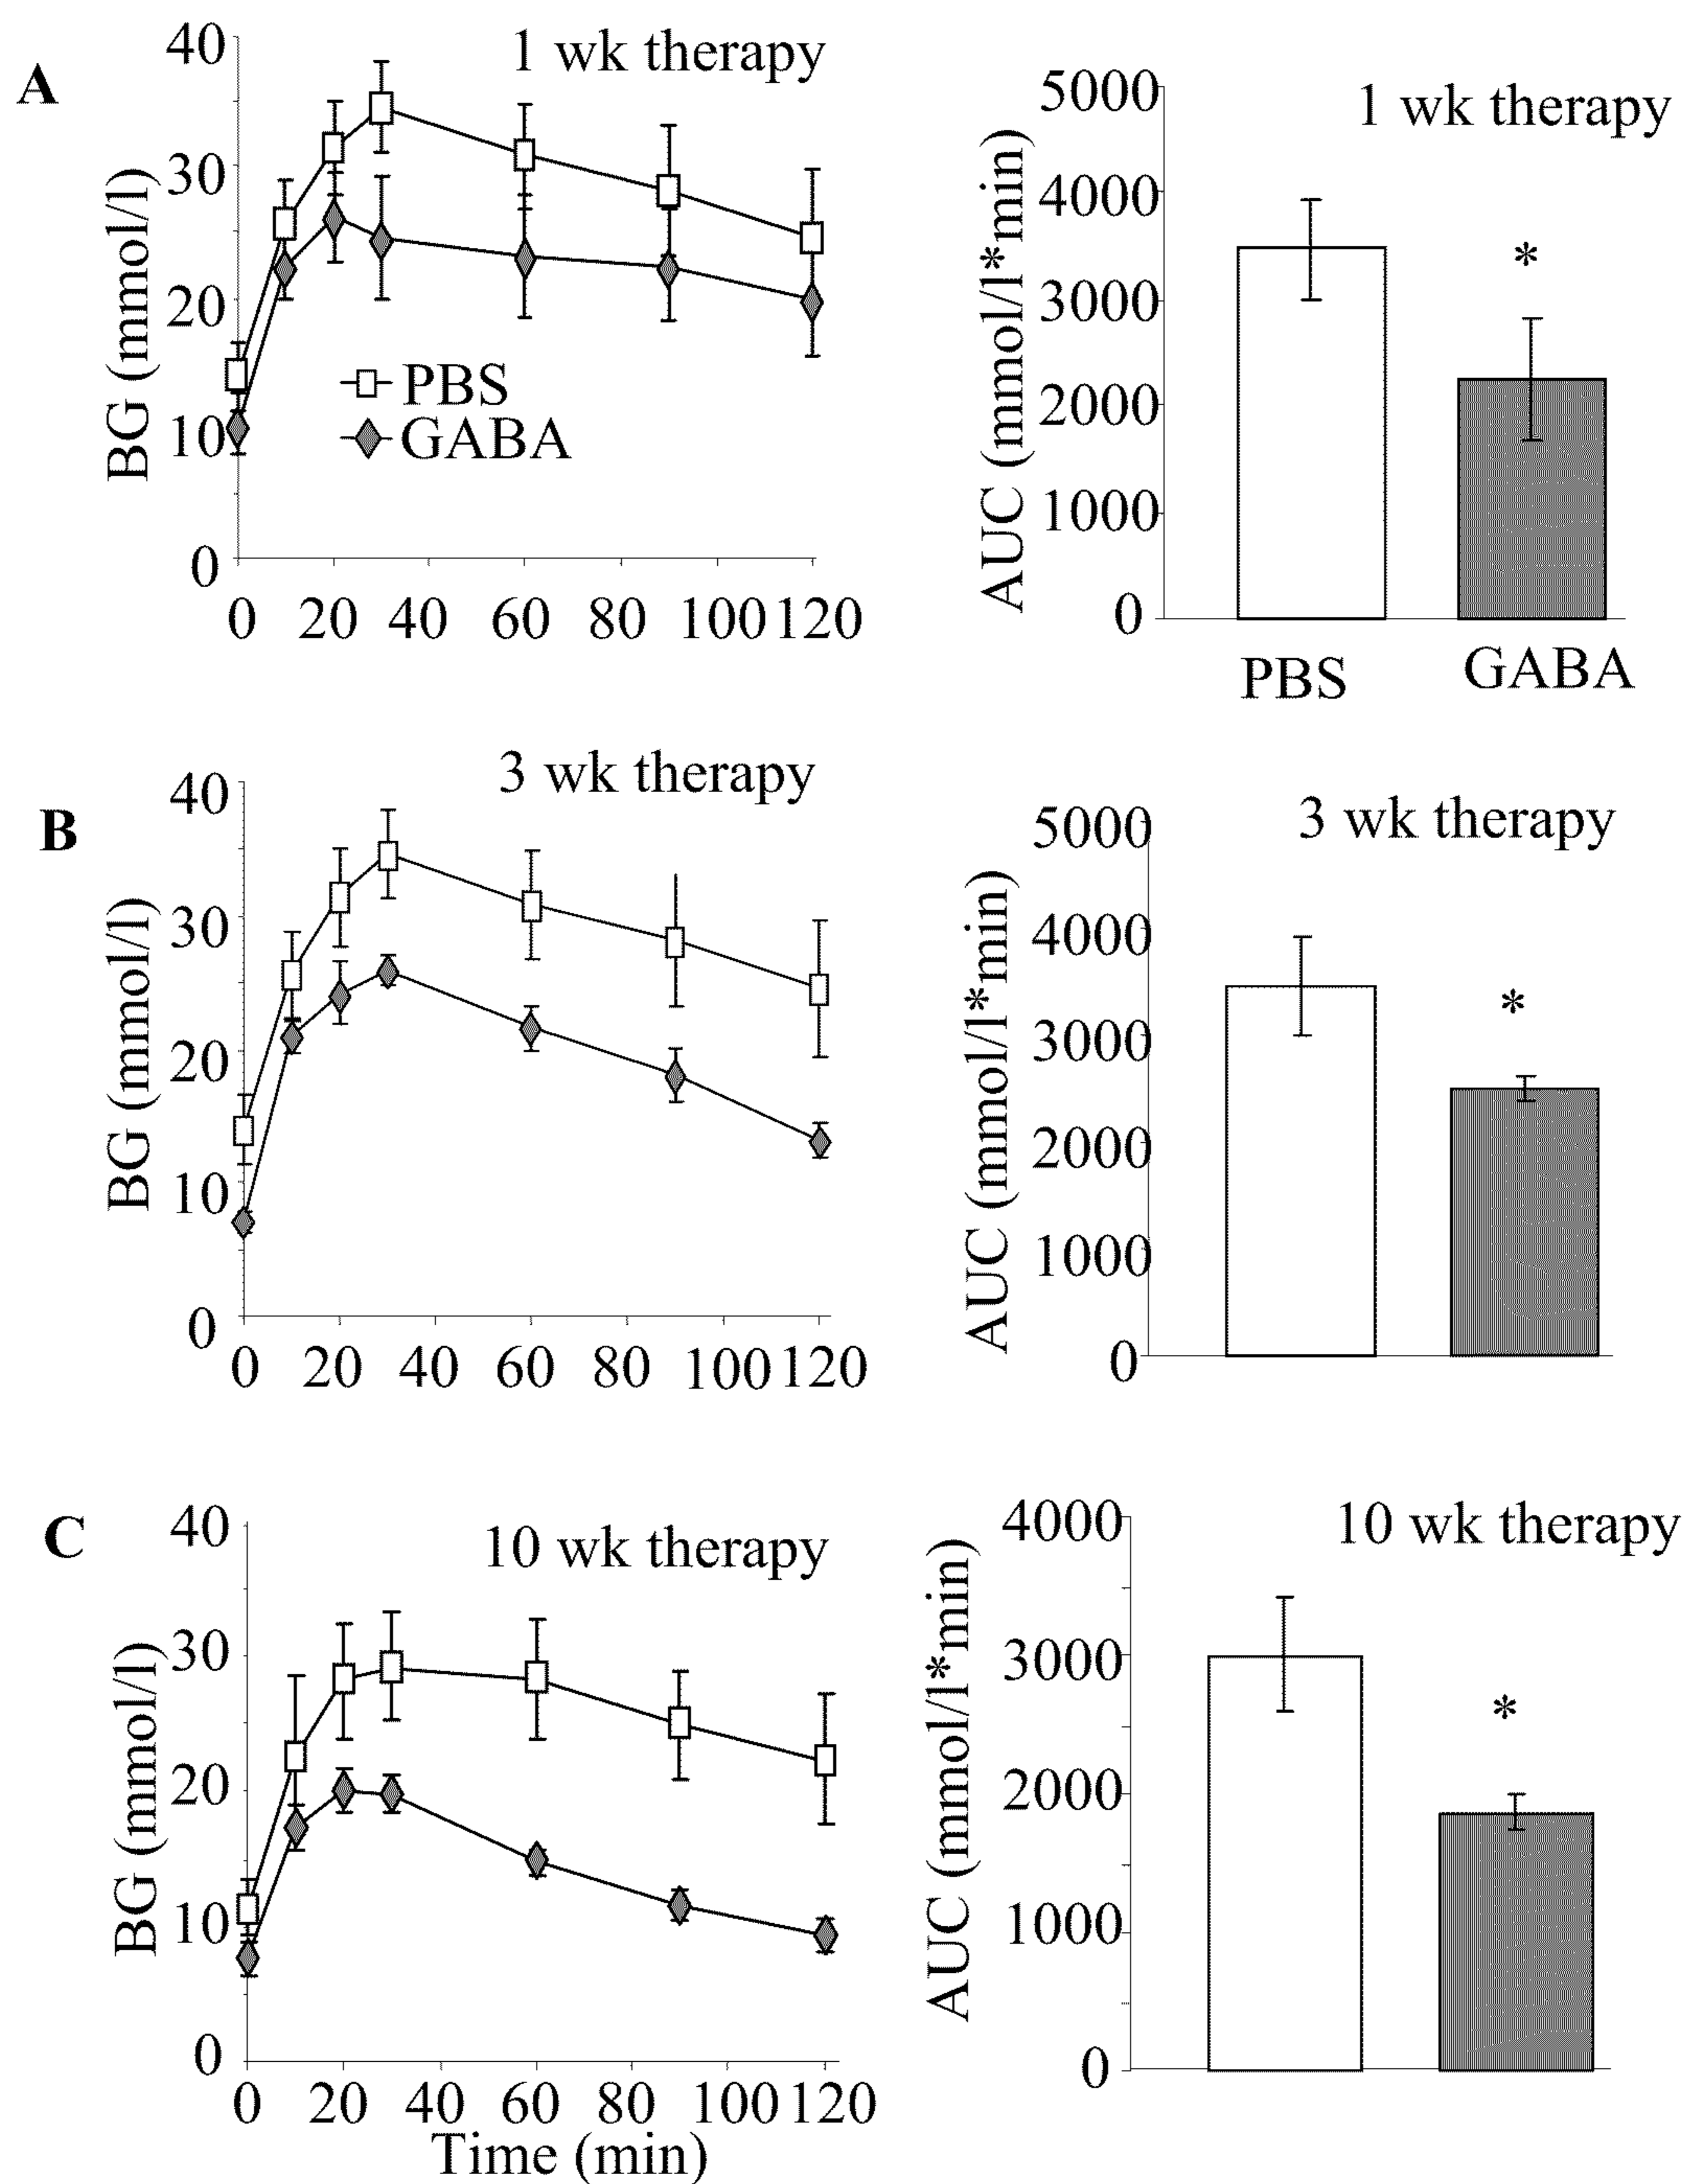 A
1 wk therapy
BG (mmol/l)
40
30
20
10
0
PBS
GABA
0 20 40 60 80 100 120
1 wk therapy
AUC (mmol/l*min)
5000
4000
3000
2000
1000
0
*
PBS GABA
B
3 wk therapy
BG (mmol/l)
40
30
20
10
0
0 20 40 60 80 100 120
3 wk therapy
AUC (mmol/l*min)
5000
4000
3000
2000
1000
0
*
C
10 wk therapy
BG (mmol/l)
40
30
20
10
0
0 20 40 60 80 100 120
Time (min)
10 wk therapy
AUC (mmol/l*min)
4000
3000
2000
1000
0
*